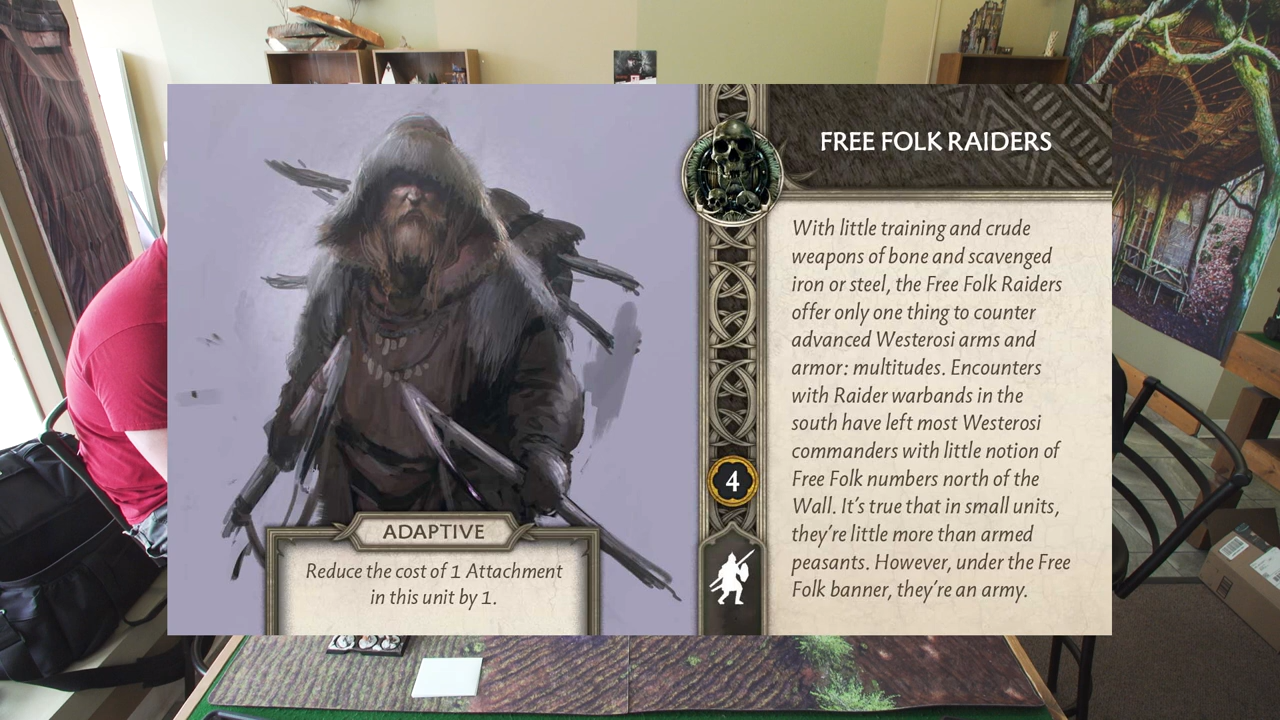 FREE FOLK RAIDERS
With little training and crude
weapons of bone and scavenged
iron or steel, the Free Folk Raiders
offer only one thing to counter
advanced Westerosi arms and
armor: multitudes. Encounters
with Raider warbands in the
south have left most Westerosi
commanders with little notion of
Free Folk numbers north of the
Wall. It's true that in small units,
they're little more than armed
peasants. However, under the Free
Folk banner, they're an army.
4
ADAPTIVE
Reduce the cost of 1 Attachment
in this unit by 1.